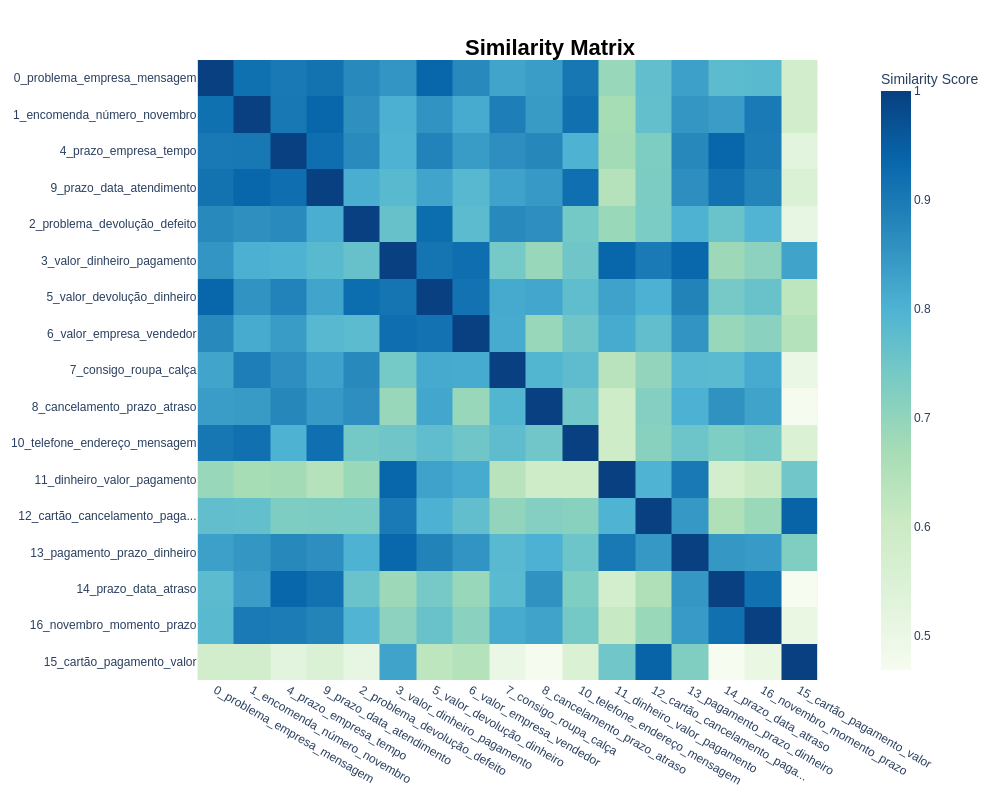 Similarity Matrix
Similarity Score
0_problema_empresa_mensagem
1_encomenda_número_novembro
4_prazo_empresa_tempo
9_prazo_data_atendimento
2_problema_devolução_defeito
3_valor_dinheiro_pagamento
5_valor_devolução_dinheiro
6_valor_empresa_vendedor
7_consigo_roupa_calça
8_cancelamento_prazo_atraso
10_telefone_endereço_mensagem
11_dinheiro_valor_pagamento
12_cartão_cancelamento_paga...
13_pagamento_prazo_dinheiro
14_prazo_data_atraso
16_novembro_momento_prazo
15_cartão_pagamento_valor
1
0.9
0.8
0.7
0.6
0.5
0_problema_empresa_mensagem
1_encomenda_número_novembro
4_prazo_empresa_tempo
9_prazo_data_atendimento
2_problema_devolução_defeito
3_valor_dinheiro_pagamento
5_valor_devolução_dinheiro
6_valor_empresa_vendedor
7_consigo_roupa_calça
8_cancelamento_prazo_atraso
10_telefone_endereço_mensagem
11_dinheiro_valor_pagamento
12_cartão_cancelamento_paga...
13_pagamento_prazo_dinheiro
14_prazo_data_atraso
16_novembro_momento_prazo
15_cartão_pagamento_valor